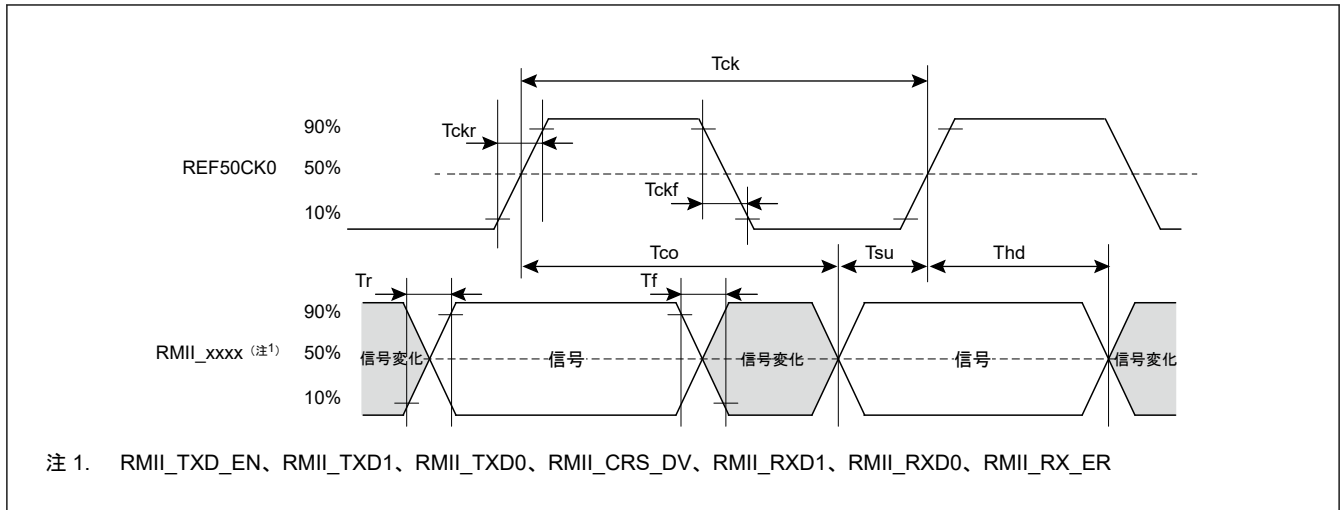 Tck
90%
Tckr
REF50CK0
50%
Tckf
10%
Tco
Tsu
Thd
Tr
Tf
90%
RMII_xxxx（注1）
50%
信号変化
信号
信号変化
信号
信号変化
10%
注 1. RMII_TXD_EN、RMII_TXD1、RMII_TXD0、RMII_CRS_DV、RMII_RXD1、RMII_RXD0、RMII_RX_ER